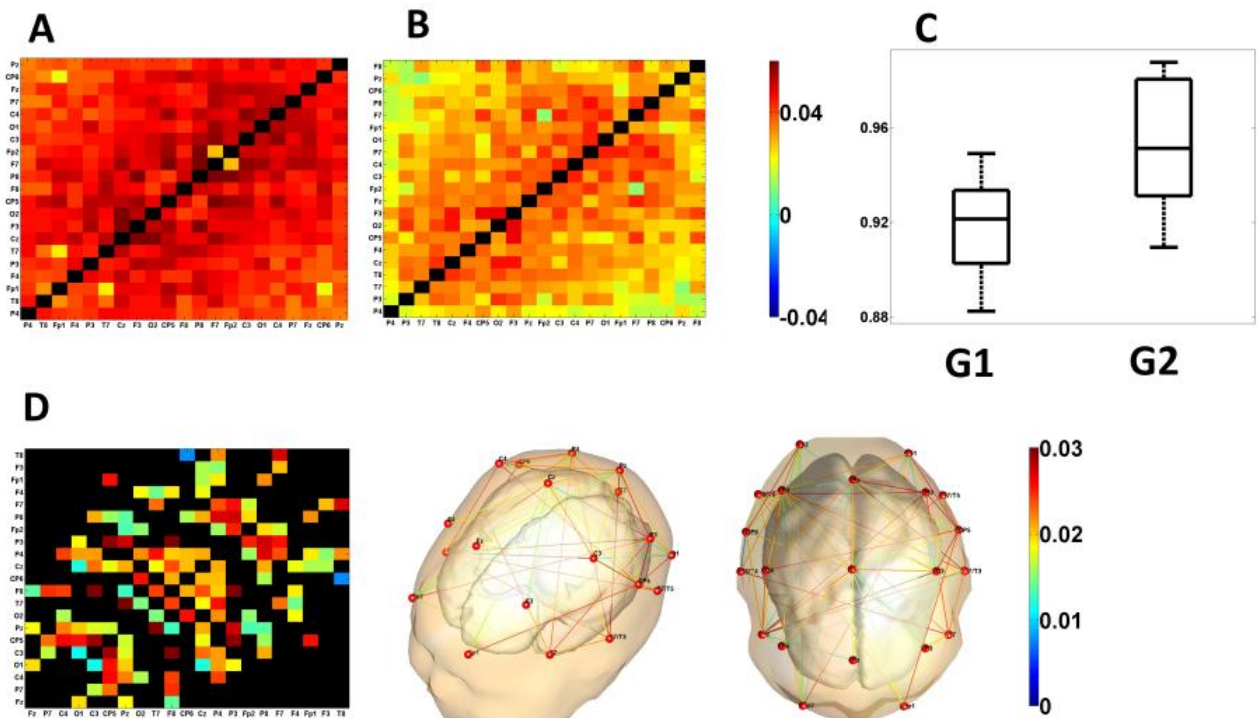 A
B
C
Pz
CP6
Fz
P7
C4
O1
C3
Fp2
F7
P8
F8
CP5
O2
F3
Cz
T7
P3
F4
Fp1
T8
P4
P4 T8 Fp1 F4 P3 T7 Cz F3 O2 CP5 F8 P8 F7 Fp2 C3 O1 C4 P7 Fz CP6 Pz
F8
Pz
CP6
P8
F7
Fp1
O1
P7
C4
C3
Fp2
Fz
F3
O2
CP5
F4
Cz
T8
T7
P3
P4
P4 P3 T7 T8 Cz F4 CP5 O2 F3 Fz Fp2 C3 C4 P7 O1 Fp1 F7 P8 CP6 Pz F8
0.04
0
-0.04
0.96
0.92
0.88
G1
G2
D
T8
F3
Fp1
F4
F7
P8
Fp2
P3
P4
Cz
CP6
F8
T7
O2
Pz
CP5
C3
O1
C4
P7
Fz
Fz P7 C4 O1 C3 CP5 Pz O2 T7 F8 CP6 Cz P4 P3 Fp2 P8 F7 F4 Fp1 F3 T8
C4
C3
0.03
0.02
0.01
0